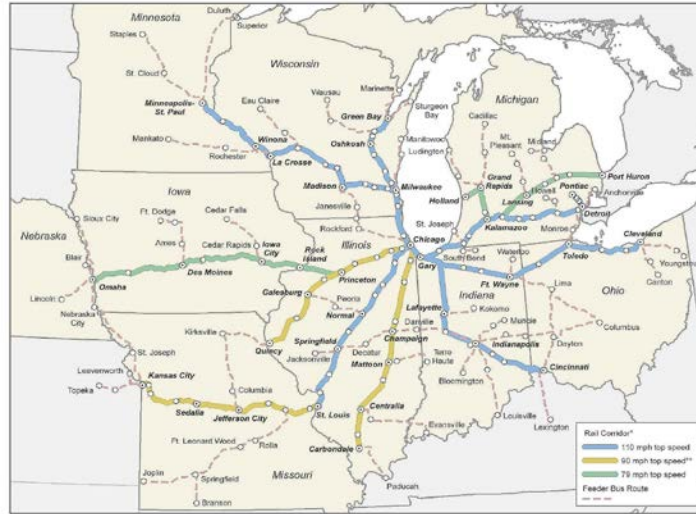 Minnesota
Duluth
Superior
Staples
St. Cloud
Wisconsin
Minneapolis-
St. Paul
Eau Claire
Wausau
Marinette
Green Bay
Sturgeon
Bay
Michigan
Cadillac
Mankato
Rochester
Winona
La Crosse
Oshkosh
Manitowoc
Ludington
Mt.
Pleasant
Midland
Madison
Milwaukee
Holland
Grand
Rapids
Lansing
Howell
Pontiac
Port Huron
Anchorville
Janesville
Rockford
St. Joseph
Kalamazoo
Monroe
Detroit
Iowa
Sioux City
Ft. Dodge
Cedar Falls
Ames
Cedar Rapids
Iowa
City
Rock
Island
Illinois
Chicago
Gary
South
Bend
Waterloo
Toledo
Cleveland
Youngstown
Canton
Nebraska
Blair
Omaha
Des Moines
Princeton
Galesburg
Peoria
Normal
Lafayette
Indiana
Ft. Wayne
Lima
Ohio
Lincoln
Nebraska
City
Kirksville
Quincy
Springfield
Jacksonville
Decatur
Danville
Champaign
Kokomo
Muncie
Indianapolis
Columbus
Dayton
St. Joseph
Leavenworth
Topeka
Kansas City
Columbia
Mattoon
Terre
Haute
Bloomington
Cincinnati
Sedalia
Jefferson City
St. Louis
Centralia
Evansville
Louisville
Lexington
Ft. Leonard Wood
Rolla
Carbondale
Joplin
Springfield
Missouri
Branson
Paducah
Rail Corridor*
110 mph top speed
90 mph top speed**
79 mph top speed
Feeder Bus Route